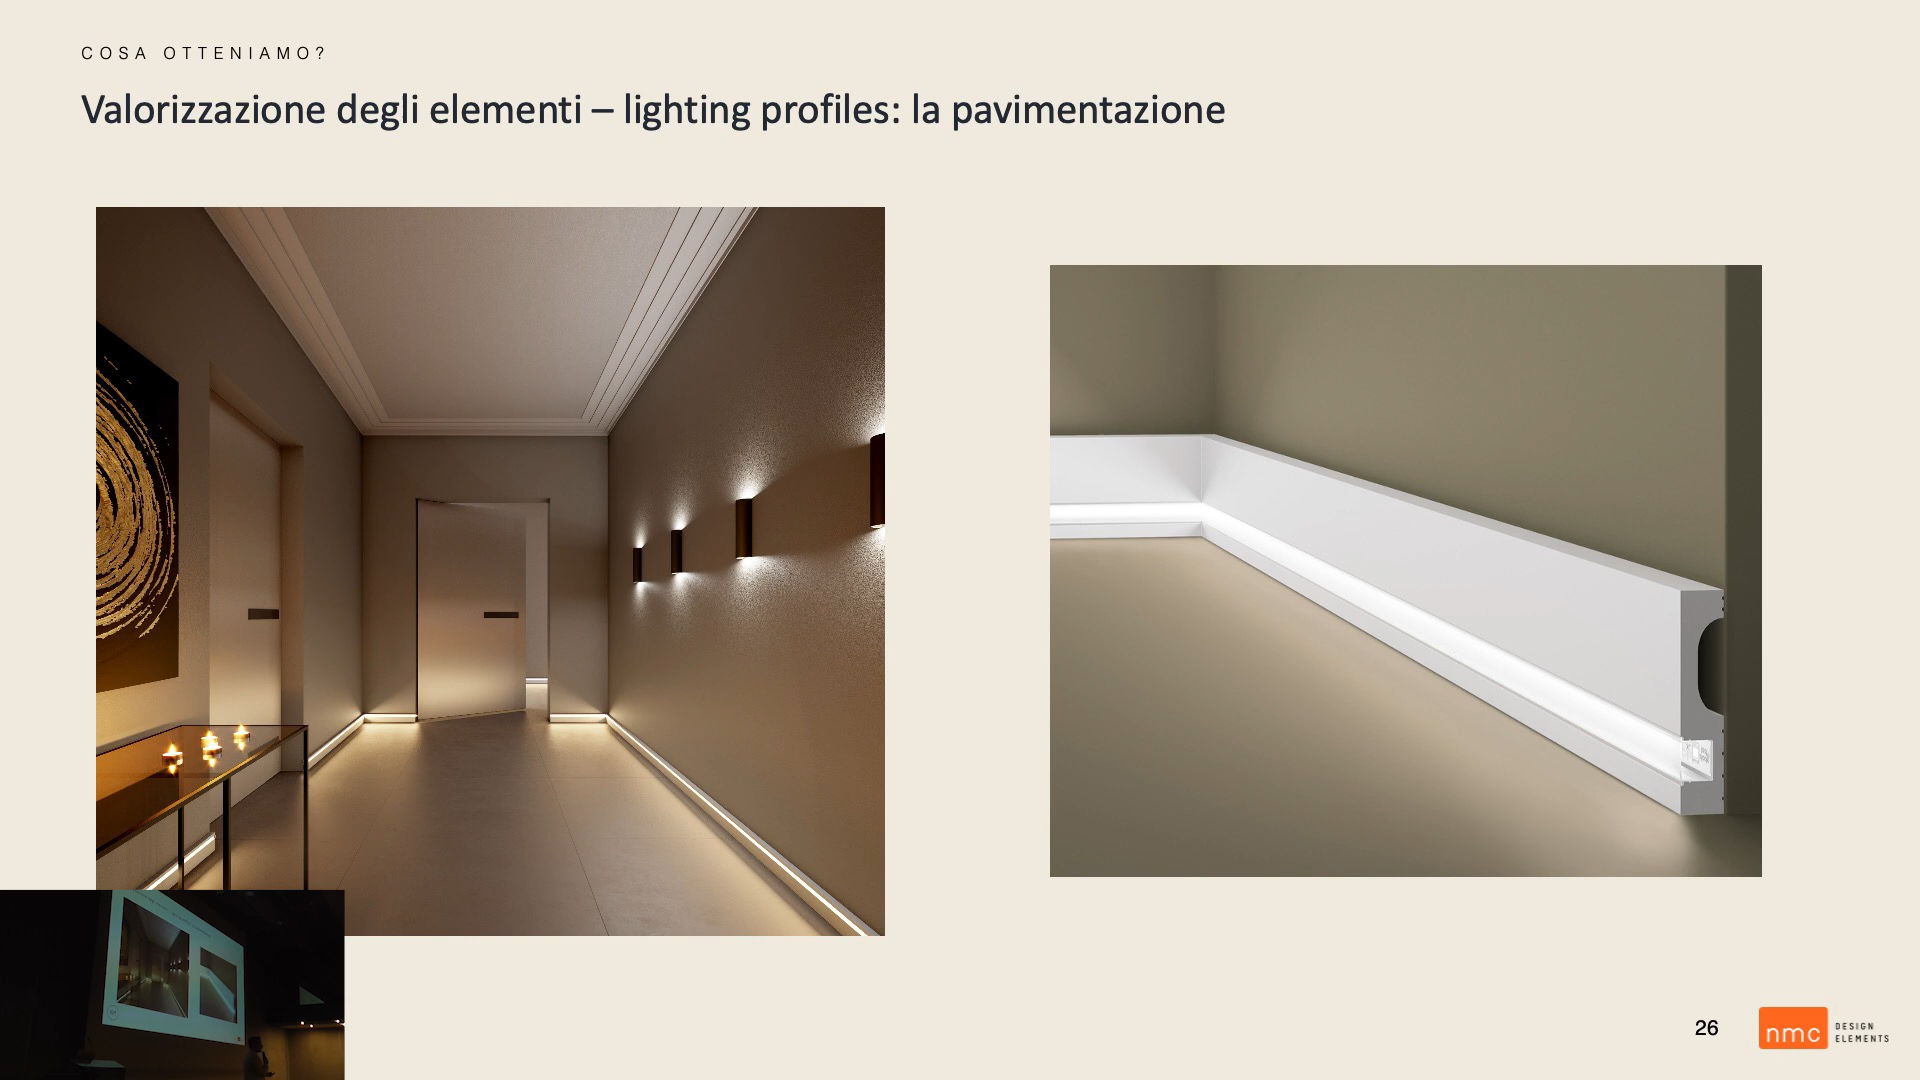 COSA OTTENIAMO?
Valorizzazione degli elementi – lighting profiles: la pavimentazione
26
nmc
DESIGN
ELEMENTS